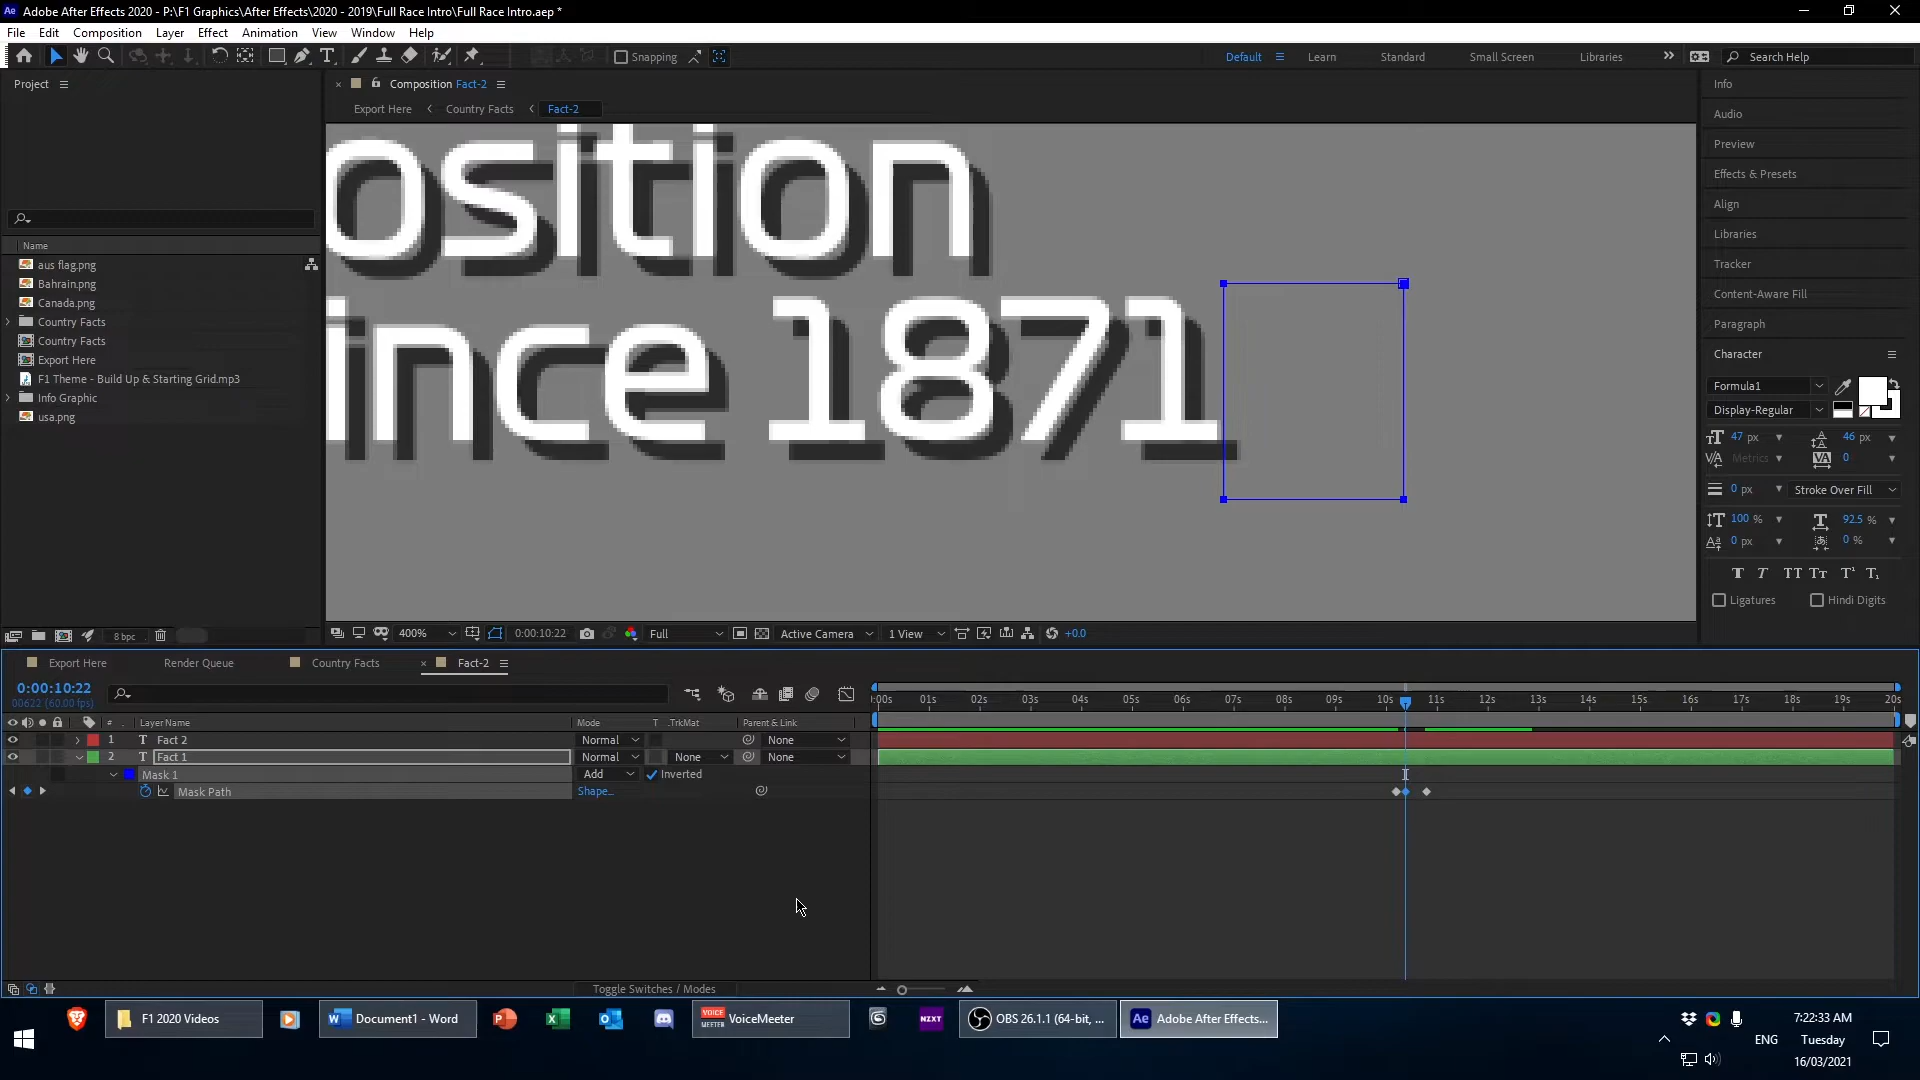 Adobe After Effects 2020 - P:\F1 Graphics\After Effects\2020 - 2019\Full Race Intro\Full Race Intro.aep *
File Edit Composition Layer Effect Animation View Window Help
Snapping
Default Learn Standard Small Screen Libraries Search Help
Project
Composition Fact-2
Export Here Country Facts Fact-2
Name
aus flag.png
Bahrain.png
Canada.png
Country Facts
Country Facts
Export Here
F1 Theme - Build Up & Starting Grid.mp3
Info Graphic
usa.png
osition
ince 1871
Info
Audio
Preview
Effects & Presets
Align
Libraries
Tracker
Content-Aware Fill
Paragraph
Character
Formula1
Display-Regular
47 px 46 px
Metrics 0
0 px Stroke Over Fill
100 % 92.5 %
0 px 0 %
Ligatures Hindi Digits
8 bpc
400% 0:00:10:22 Full Active Camera 1 View +0.0
Export Here Render Queue Country Facts Fact-2
0:00:10:22
00622 (60.00 fps)
:00s 01s 02s 03s 04s 05s 06s 07s 08s 09s 10s 11s 12s 13s 14s 15s 16s 17s 18s 19s 20s
# Layer Name Mode T .TrkMat Parent & Link
1 T Fact 2 Normal None
2 T Fact 1 Normal None None
Mask 1 Add Inverted
Mask Path Shape...
Toggle Switches / Modes
F1 2020 Videos Document1 - Word VOICE MEETER VoiceMeeter NZXT OBS 26.1.1 (64-bit, ... Ae Adobe After Effects...
7:22:33 AM
ENG Tuesday
16/03/2021